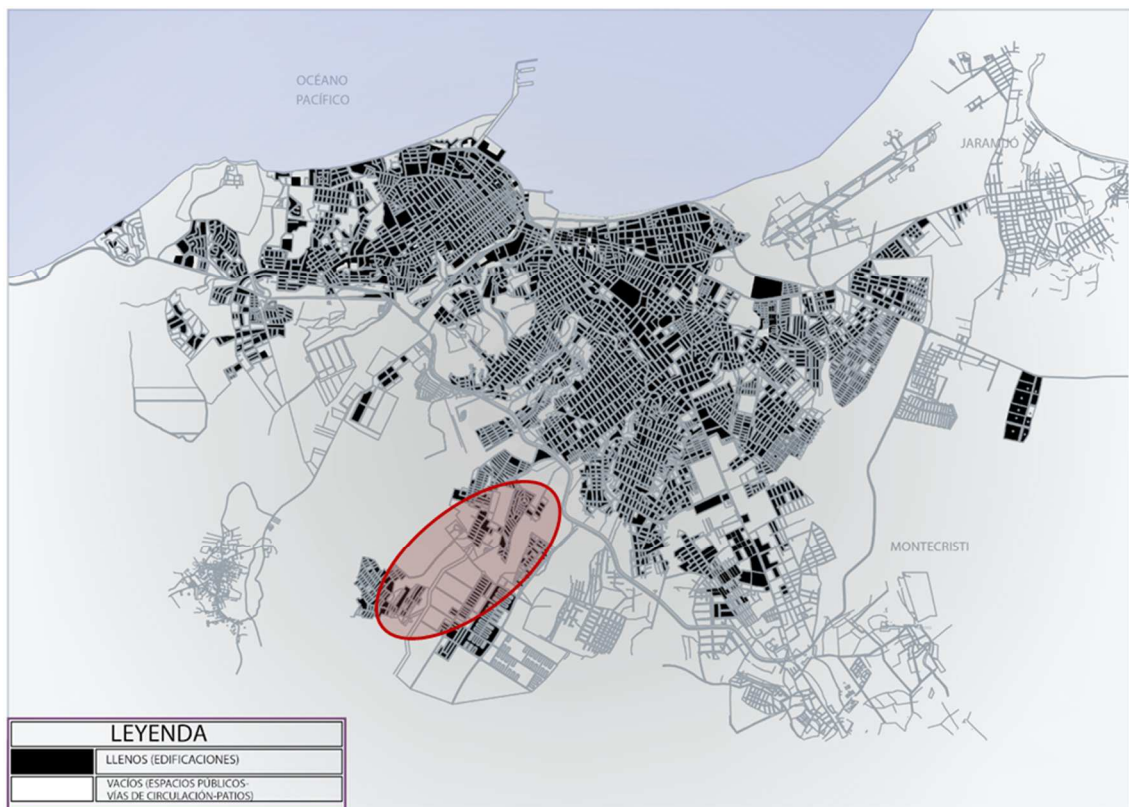 OCÉANO
PACÍFICO
JARAMIJÓ
MONTECRISTI
LEYENDA
LLENOS (EDIFICACIONES)
VACÍOS (ESPACIOS PÚBLICOS-
VÍAS DE CIRCULACIÓN-PATIOS)